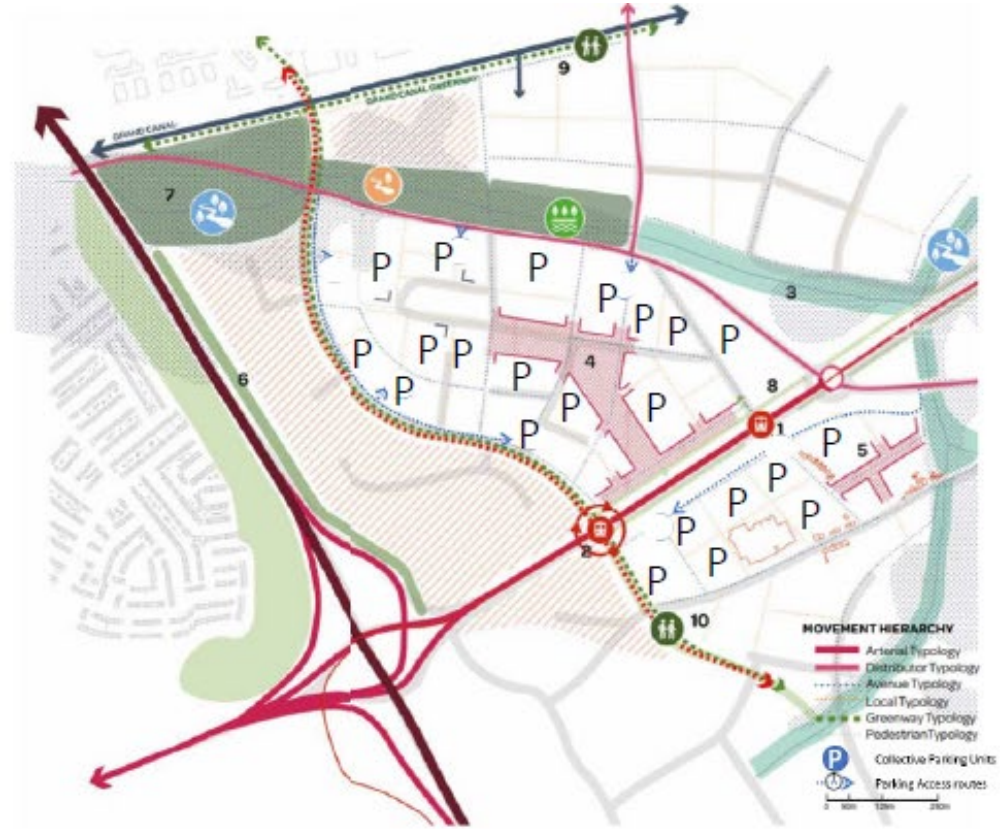 9
GRAND CANAL GREENWAY
GRAND CANAL
7
P
P
P
3
P
P
P
P
P
P
P
4
6
P
P
8
P
P
P
1
P
5
P
P
P
P
2
P
P
10
MOVEMENT HIERARCHY
Arterial Typology
Distributor Typology
Avenue Typology
Local Typology
Greenway Typology
Pedestrian Typology
P Collective Parking Units
Parking Access routes
0 250m